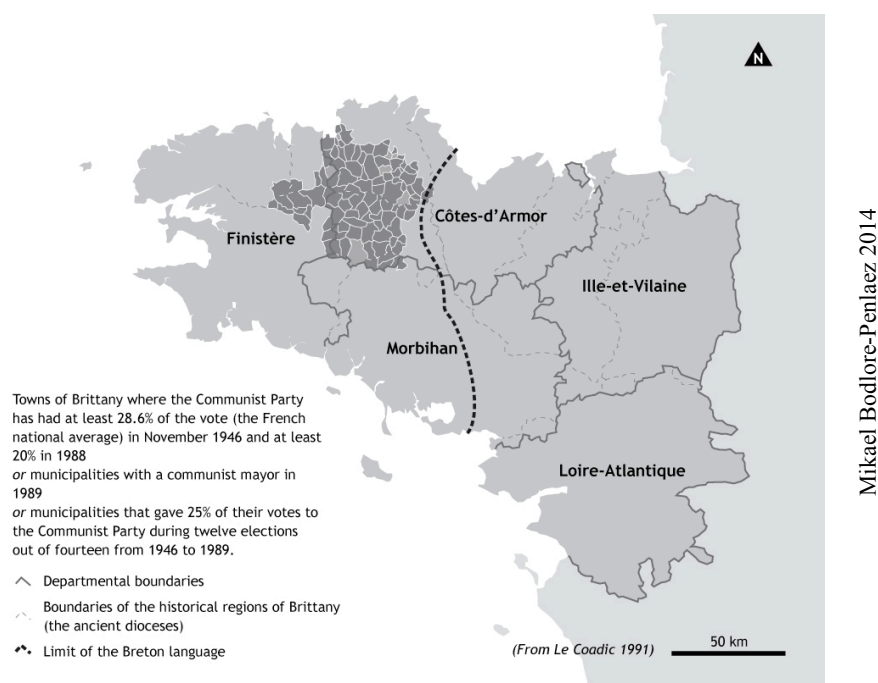 N
Côtes-d'Armor
Finistère
Ille-et-Vilaine
Morbihan
Loire-Atlantique
Towns of Brittany where the Communist Party
has had at least 28.6% of the vote (the French
national average) in November 1946 and at least
20% in 1988
or municipalities with a communist mayor in
1989
or municipalities that gave 25% of their votes to
the Communist Party during twelve elections
out of fourteen from 1946 to 1989.
Departmental boundaries
Boundaries of the historical regions of Brittany
(the ancient dioceses)
Limit of the Breton language
(From Le Coadic 1991)
50 km
Mikael Bodlore-Penlaez 2014